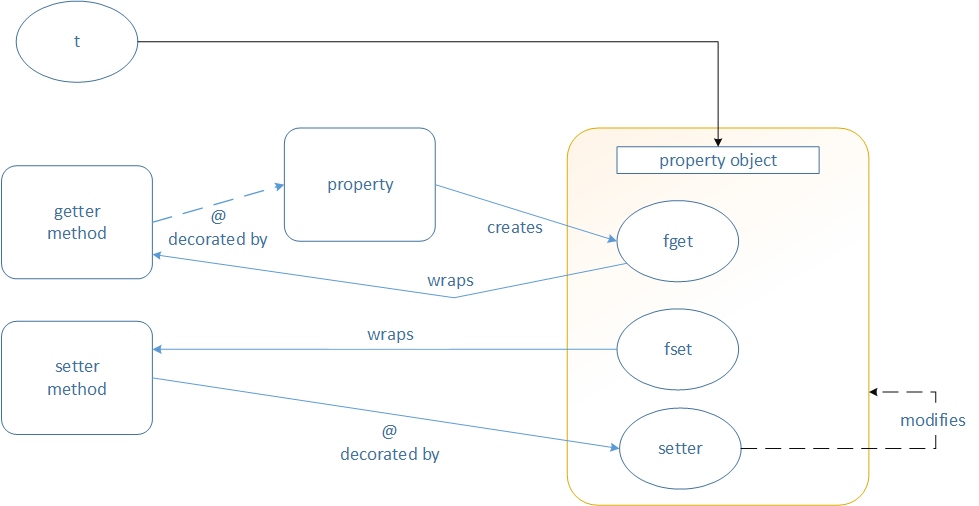 t
property object
property
getter
method
@
decorated by
creates
fget
wraps
wraps
fset
setter
method
@
decorated by
setter
modifies